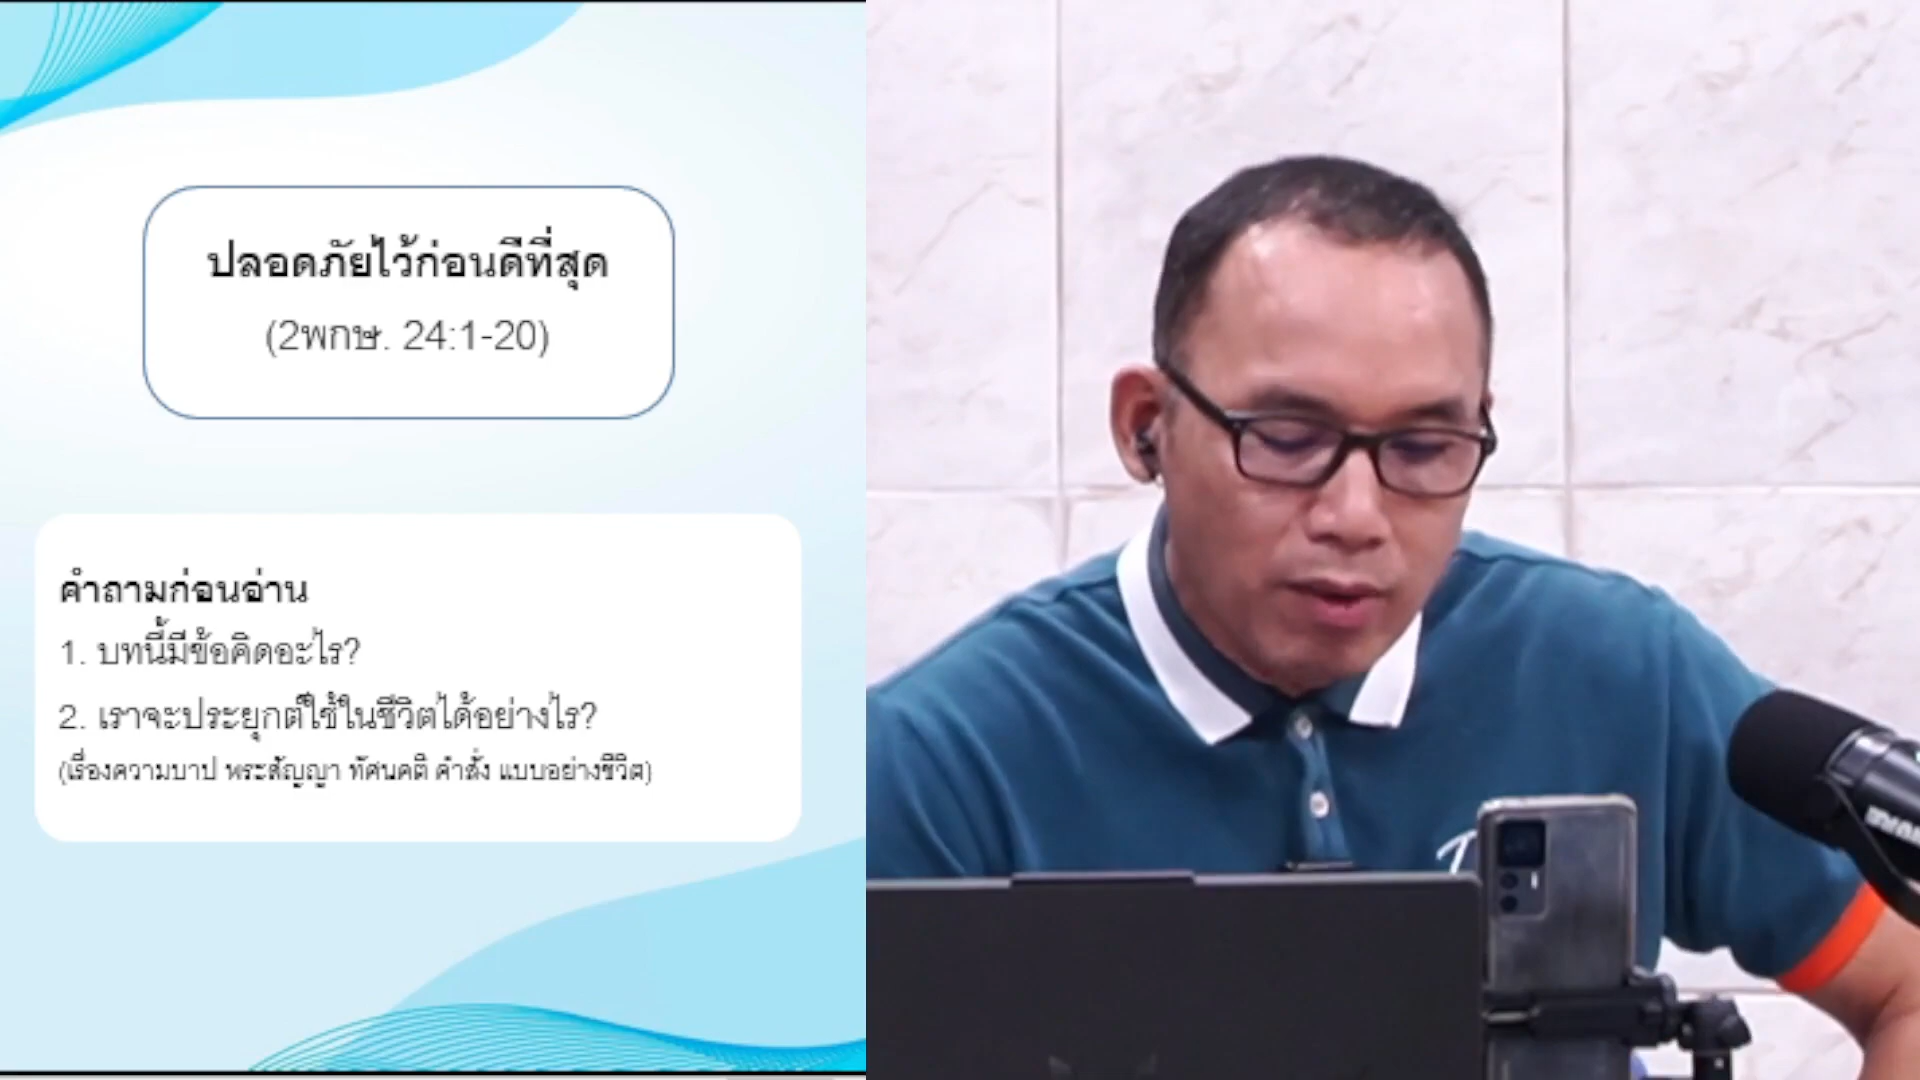 ปลอดภัยไว้ก่อนดีที่สุด
(2พกษ. 24:1-20)
คำถามก่อนอ่าน
1. บทนี้มีข้อคิดอะไร?
2. เราจะประยุกต์ใช้ในชีวิตได้อย่างไร?
(เรื่องความบาป พระสัญญา ทัศนคติ คำสั่ง แบบอย่างชีวิต)